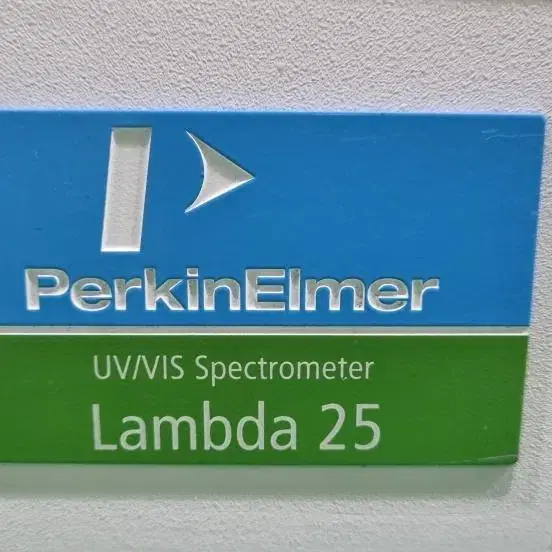 PerkinElmer
UV/VIS Spectrometer
Lambda 25